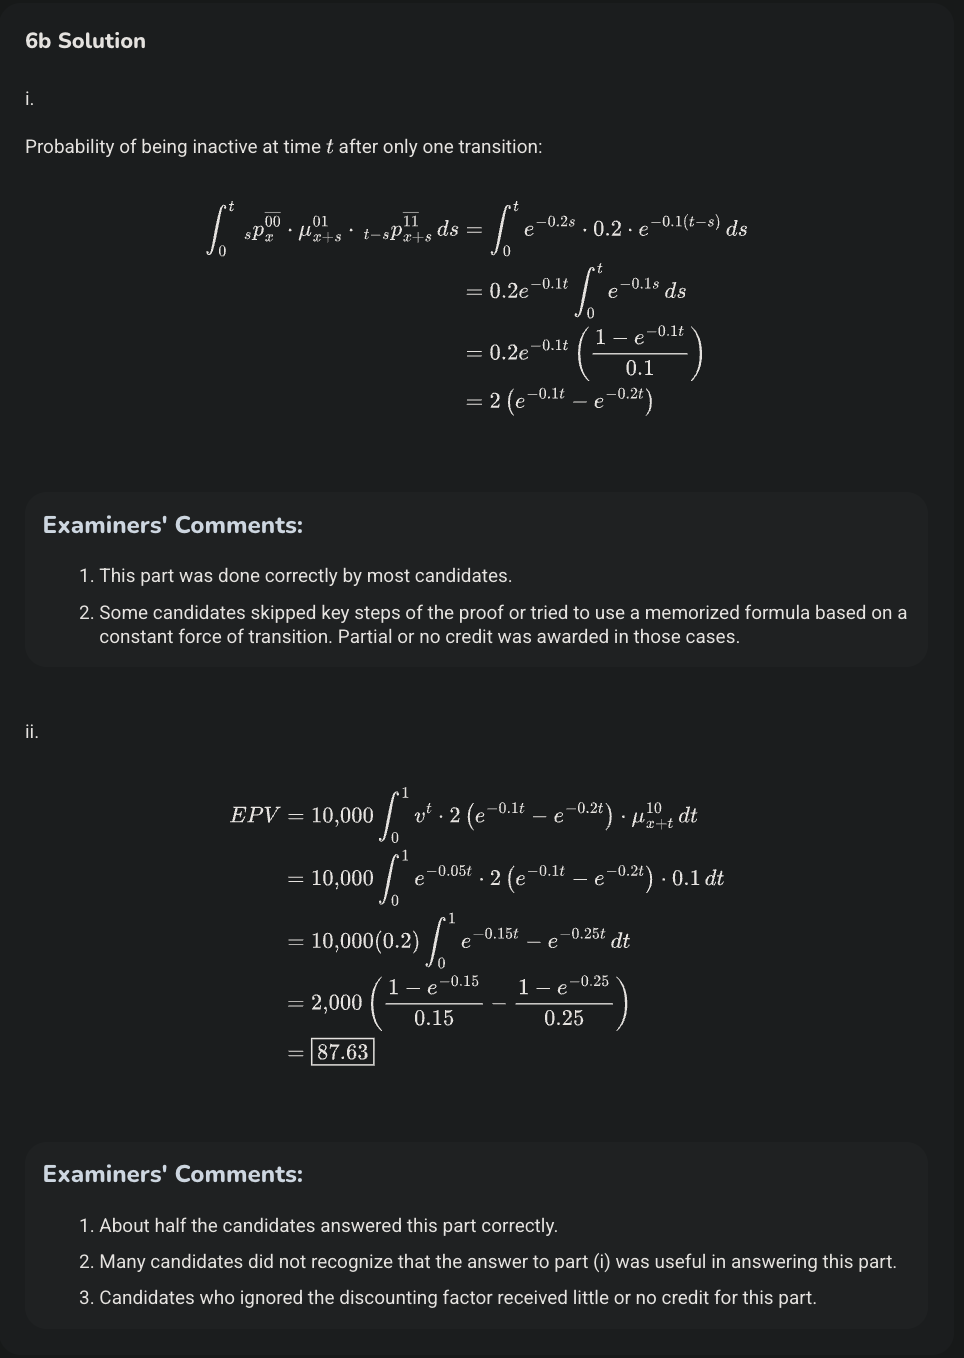 6b Solution
i.
Probability of being inactive at time $t$ after only one transition:
$\int_0^t {}_sp_x^{\overline{00}} \cdot \mu_{x+s}^{01} \cdot {}_{t-s}p_{x+s}^{\overline{11}} \, ds = \int_0^t e^{-0.2s} \cdot 0.2 \cdot e^{-0.1(t-s)} \, ds$
$= 0.2e^{-0.1t} \int_0^t e^{-0.1s} \, ds$
$= 0.2e^{-0.1t} \left( \frac{1 - e^{-0.1t}}{0.1} \right)$
$= 2 \left( e^{-0.1t} - e^{-0.2t} \right)$
Examiners' Comments:
1. This part was done correctly by most candidates.
2. Some candidates skipped key steps of the proof or tried to use a memorized formula based on a
constant force of transition. Partial or no credit was awarded in those cases.
ii.
$EPV = 10,000 \int_0^1 v^t \cdot 2 \left( e^{-0.1t} - e^{-0.2t} \right) \cdot \mu_{x+t}^{10} \, dt$
$= 10,000 \int_0^1 e^{-0.05t} \cdot 2 \left( e^{-0.1t} - e^{-0.2t} \right) \cdot 0.1 \, dt$
$= 10,000(0.2) \int_0^1 e^{-0.15t} - e^{-0.25t} \, dt$
$= 2,000 \left( \frac{1 - e^{-0.15}}{0.15} - \frac{1 - e^{-0.25}}{0.25} \right)$
$= \boxed{87.63}$
Examiners' Comments:
1. About half the candidates answered this part correctly.
2. Many candidates did not recognize that the answer to part (i) was useful in answering this part.
3. Candidates who ignored the discounting factor received little or no credit for this part.